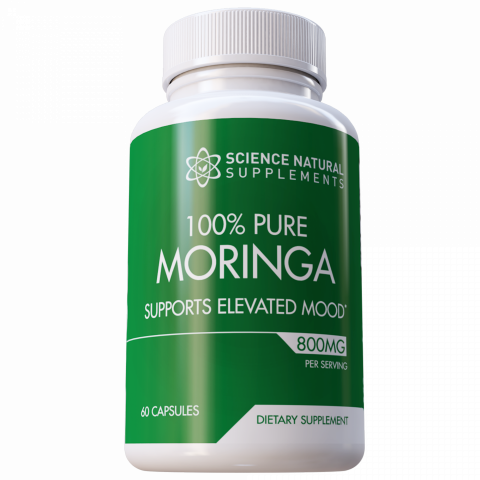 SCIENCE NATURAL
SUPPLEMENTS
100% PURE
MORINGA
SUPPORTS ELEVATED MOOD*
800MG
PER SERVING
60 CAPSULES
DIETARY SUPPLEMENT